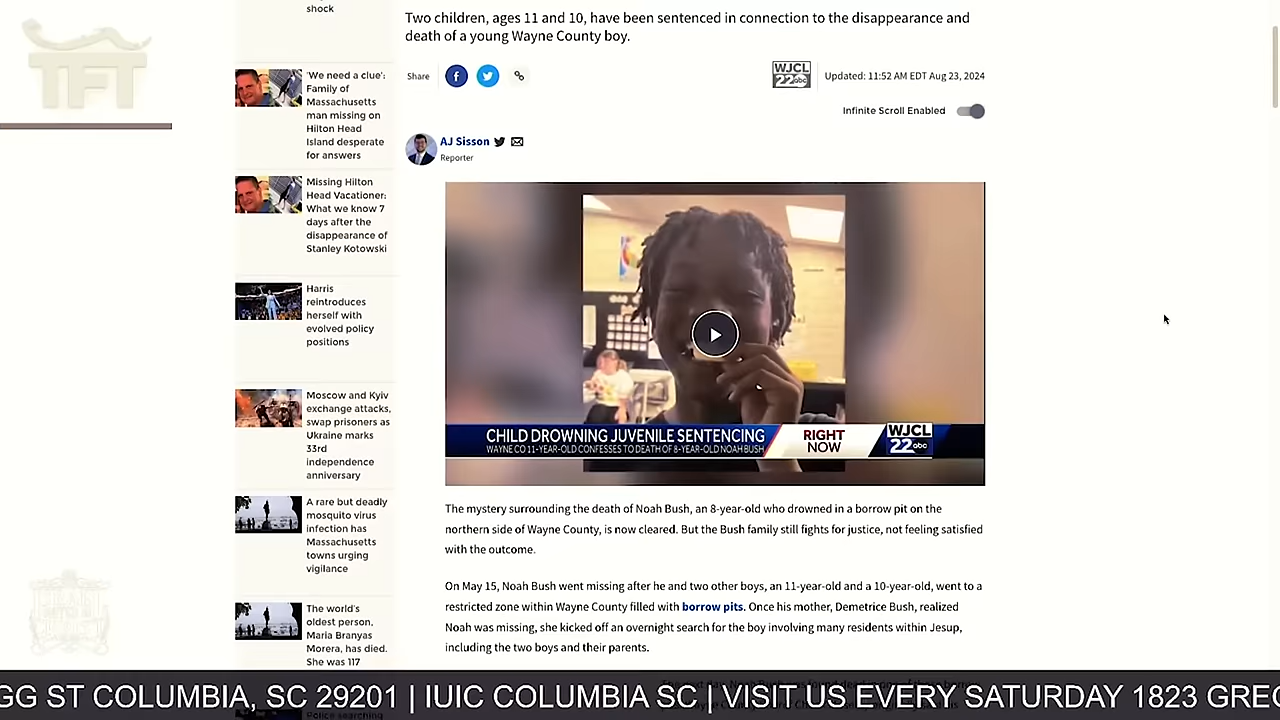 shock
'We need a clue':
Family of
Massachusetts
man missing on
Hilton Head
Island desperate
for answers
Missing Hilton
Head Vacationer:
What we know 7
days after the
disappearance of
Stanley Kotowski
Harris
reintroduces
herself with
evolved policy
positions
Moscow and Kyiv
exchange attacks,
swap prisoners as
Ukraine marks
33rd
independence
anniversary
A rare but deadly
mosquito virus
infection has
Massachusetts
towns urging
vigilance
The world's
oldest person,
Maria Branyas
Morera, has died.
She was 117
Police searching
TFT
Two children, ages 11 and 10, have been sentenced in connection to the disappearance and
death of a young Wayne County boy.
Share
WJCL
22 abc
Updated: 11:52 AM EDT Aug 23, 2024
Infinite Scroll Enabled
AJ Sisson
Reporter
CHILD DROWNING JUVENILE SENTENCING
WAYNE CO 11-YEAR-OLD CONFESSES TO DEATH OF 8-YEAR-OLD NOAH BUSH
RIGHT
NOW
WJCL
22 abc
The mystery surrounding the death of Noah Bush, an 8-year-old who drowned in a borrow pit on the
northern side of Wayne County, is now cleared. But the Bush family still fights for justice, not feeling satisfied
with the outcome.
On May 15, Noah Bush went missing after he and two other boys, an 11-year-old and a 10-year-old, went to a
restricted zone within Wayne County filled with borrow pits. Once his mother, Demetrice Bush, realized
Noah was missing, she kicked off an overnight search for the boy involving many residents within Jesup,
including the two boys and their parents.
GG ST COLUMBIA, SC 29201 | IUIC COLUMBIA SC | VISIT US EVERY SATURDAY 1823 GREG